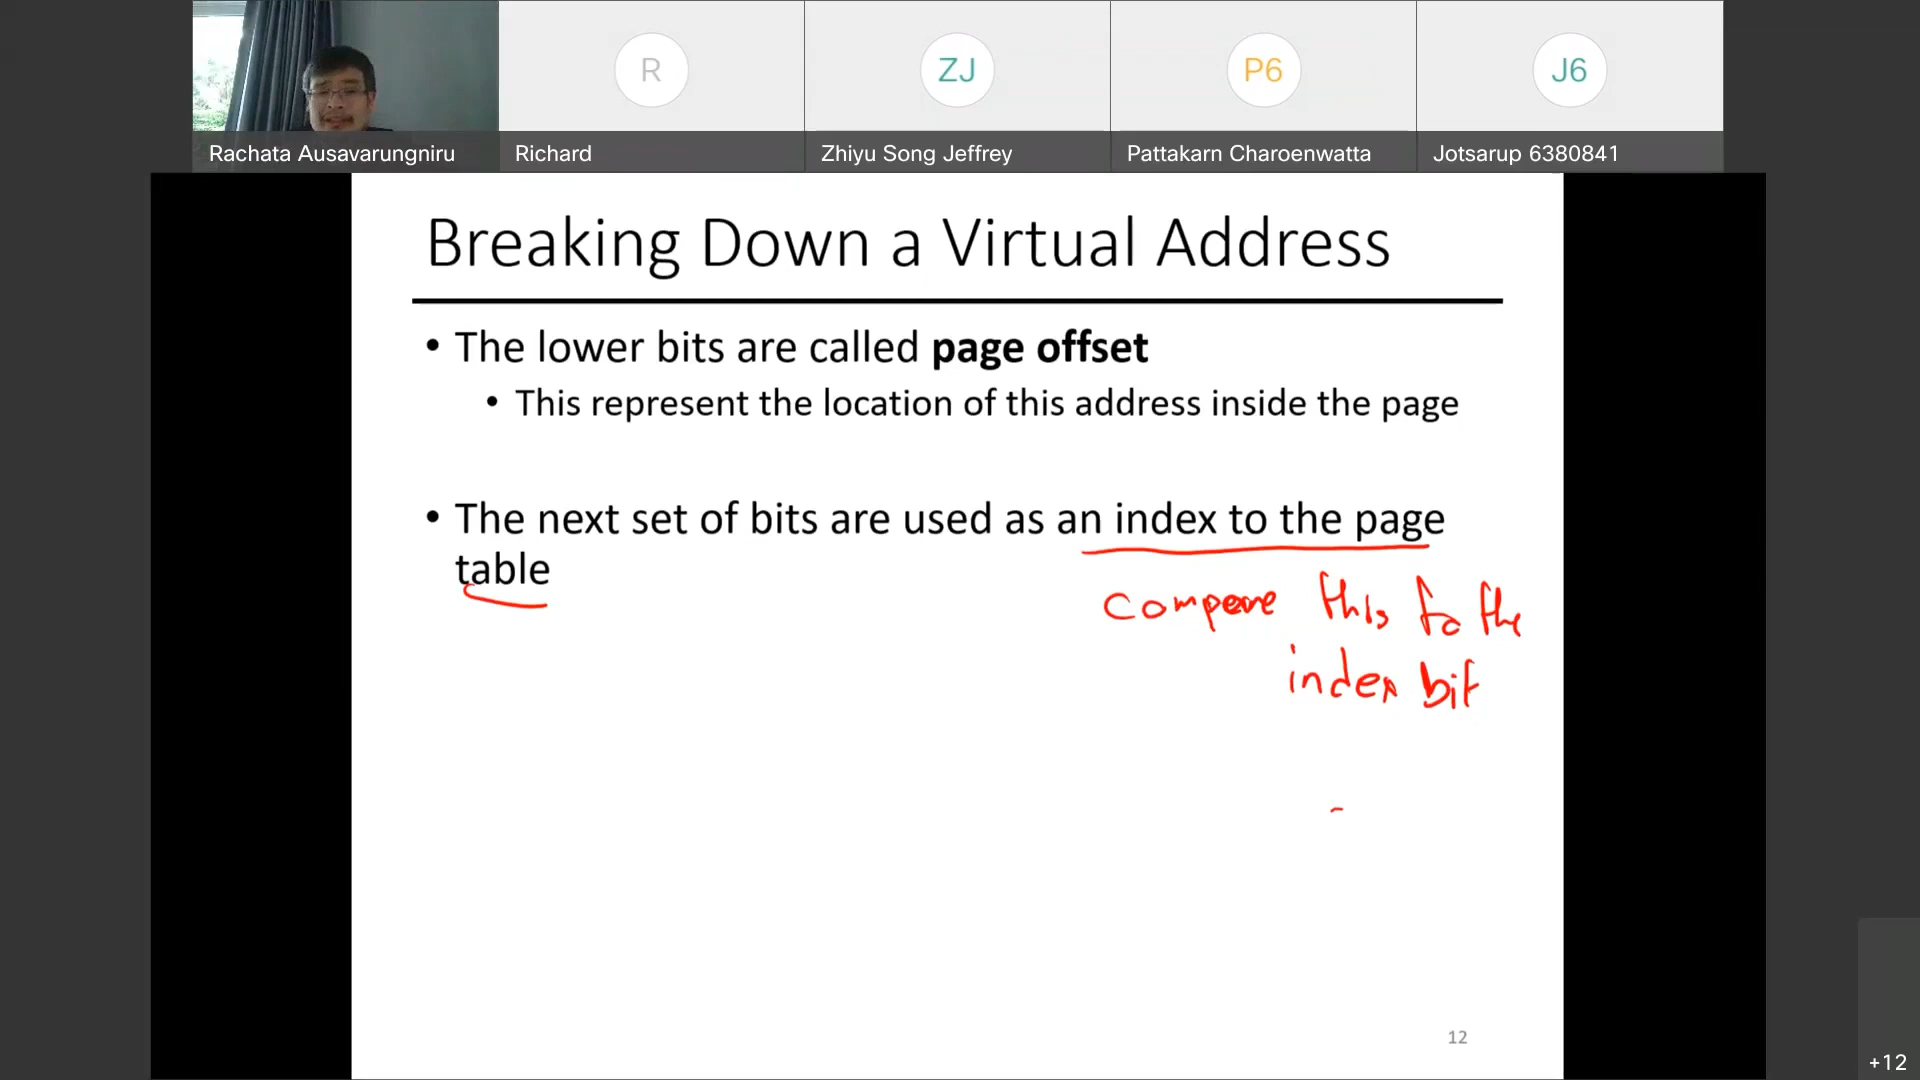 R
ZJ
P6
J6
Rachata Ausavarungniru
Richard
Zhiyu Song Jeffrey
Pattakarn Charoenwatta
Jotsarup 6380841
Breaking Down a Virtual Address
• The lower bits are called page offset
• This represent the location of this address inside the page
• The next set of bits are used as an index to the page
table
compare this to the
index bit
12
+12